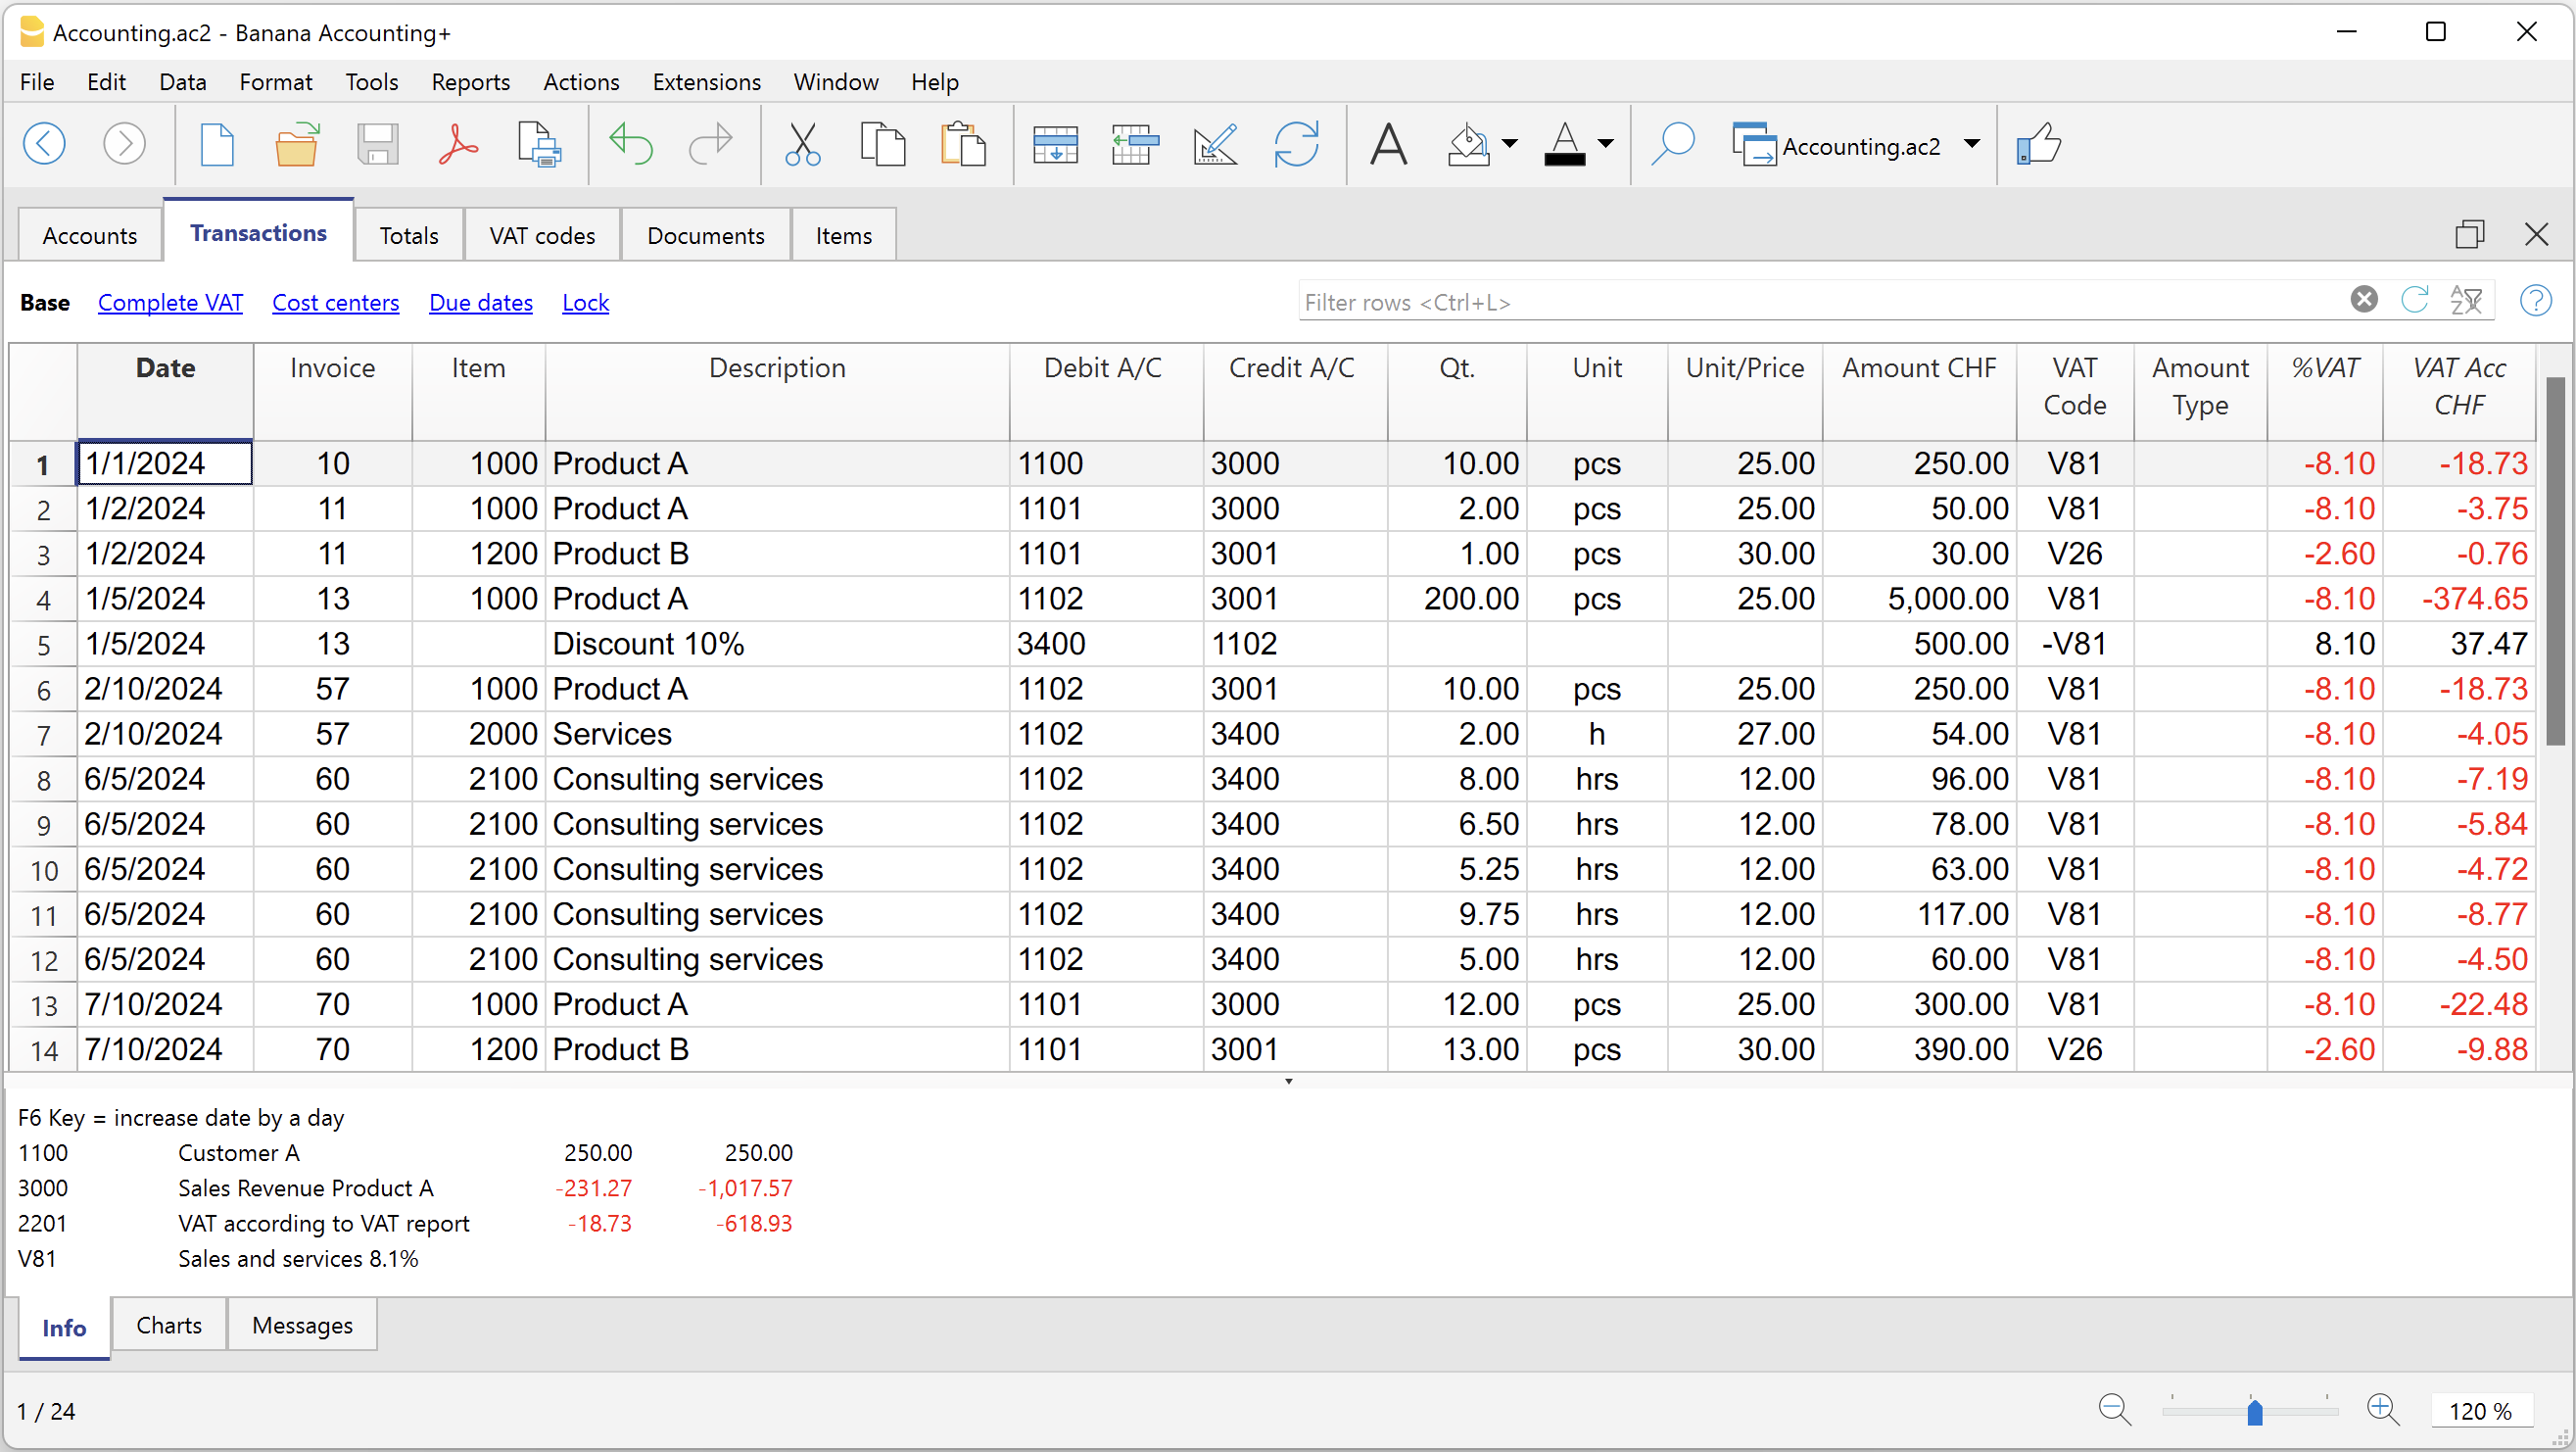 Accounting.ac2 - Banana Accounting+
File Edit Data Format Tools Reports Actions Extensions Window Help
Accounting.ac2
Accounts Transactions Totals VAT codes Documents Items
Base Complete VAT Cost centers Due dates Lock Filter rows <Ctrl+L>
Date Invoice Item Description Debit A/C Credit A/C Qt. Unit Unit/Price Amount CHF VAT Code Amount Type %VAT VAT Acc CHF
1 1/1/2024 10 1000 Product A 1100 3000 10.00 pcs 25.00 250.00 V81 -8.10 -18.73
2 1/2/2024 11 1000 Product A 1101 3000 2.00 pcs 25.00 50.00 V81 -8.10 -3.75
3 1/2/2024 11 1200 Product B 1101 3001 1.00 pcs 30.00 30.00 V26 -2.60 -0.76
4 1/5/2024 13 1000 Product A 1102 3001 200.00 pcs 25.00 5,000.00 V81 -8.10 -374.65
5 1/5/2024 13 Discount 10% 3400 1102 500.00 -V81 8.10 37.47
6 2/10/2024 57 1000 Product A 1102 3001 10.00 pcs 25.00 250.00 V81 -8.10 -18.73
7 2/10/2024 57 2000 Services 1102 3400 2.00 h 27.00 54.00 V81 -8.10 -4.05
8 6/5/2024 60 2100 Consulting services 1102 3400 8.00 hrs 12.00 96.00 V81 -8.10 -7.19
9 6/5/2024 60 2100 Consulting services 1102 3400 6.50 hrs 12.00 78.00 V81 -8.10 -5.84
10 6/5/2024 60 2100 Consulting services 1102 3400 5.25 hrs 12.00 63.00 V81 -8.10 -4.72
11 6/5/2024 60 2100 Consulting services 1102 3400 9.75 hrs 12.00 117.00 V81 -8.10 -8.77
12 6/5/2024 60 2100 Consulting services 1102 3400 5.00 hrs 12.00 60.00 V81 -8.10 -4.50
13 7/10/2024 70 1000 Product A 1101 3000 12.00 pcs 25.00 300.00 V81 -8.10 -22.48
14 7/10/2024 70 1200 Product B 1101 3001 13.00 pcs 30.00 390.00 V26 -2.60 -9.88
F6 Key = increase date by a day
1100 Customer A 250.00 250.00
3000 Sales Revenue Product A -231.27 -1,017.57
2201 VAT according to VAT report -18.73 -618.93
V81 Sales and services 8.1%
Info Charts Messages
1 / 24 120 %